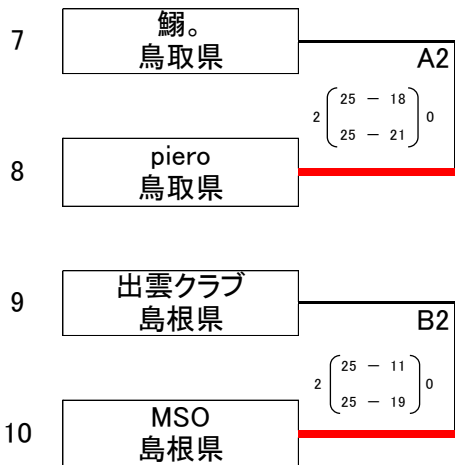 7
鰯。
鳥取県
A2
2 25 － 18 0
25 － 21
8
piero
鳥取県
9
出雲クラブ
島根県
B2
2 25 － 11 0
25 － 19
10
MSO
島根県